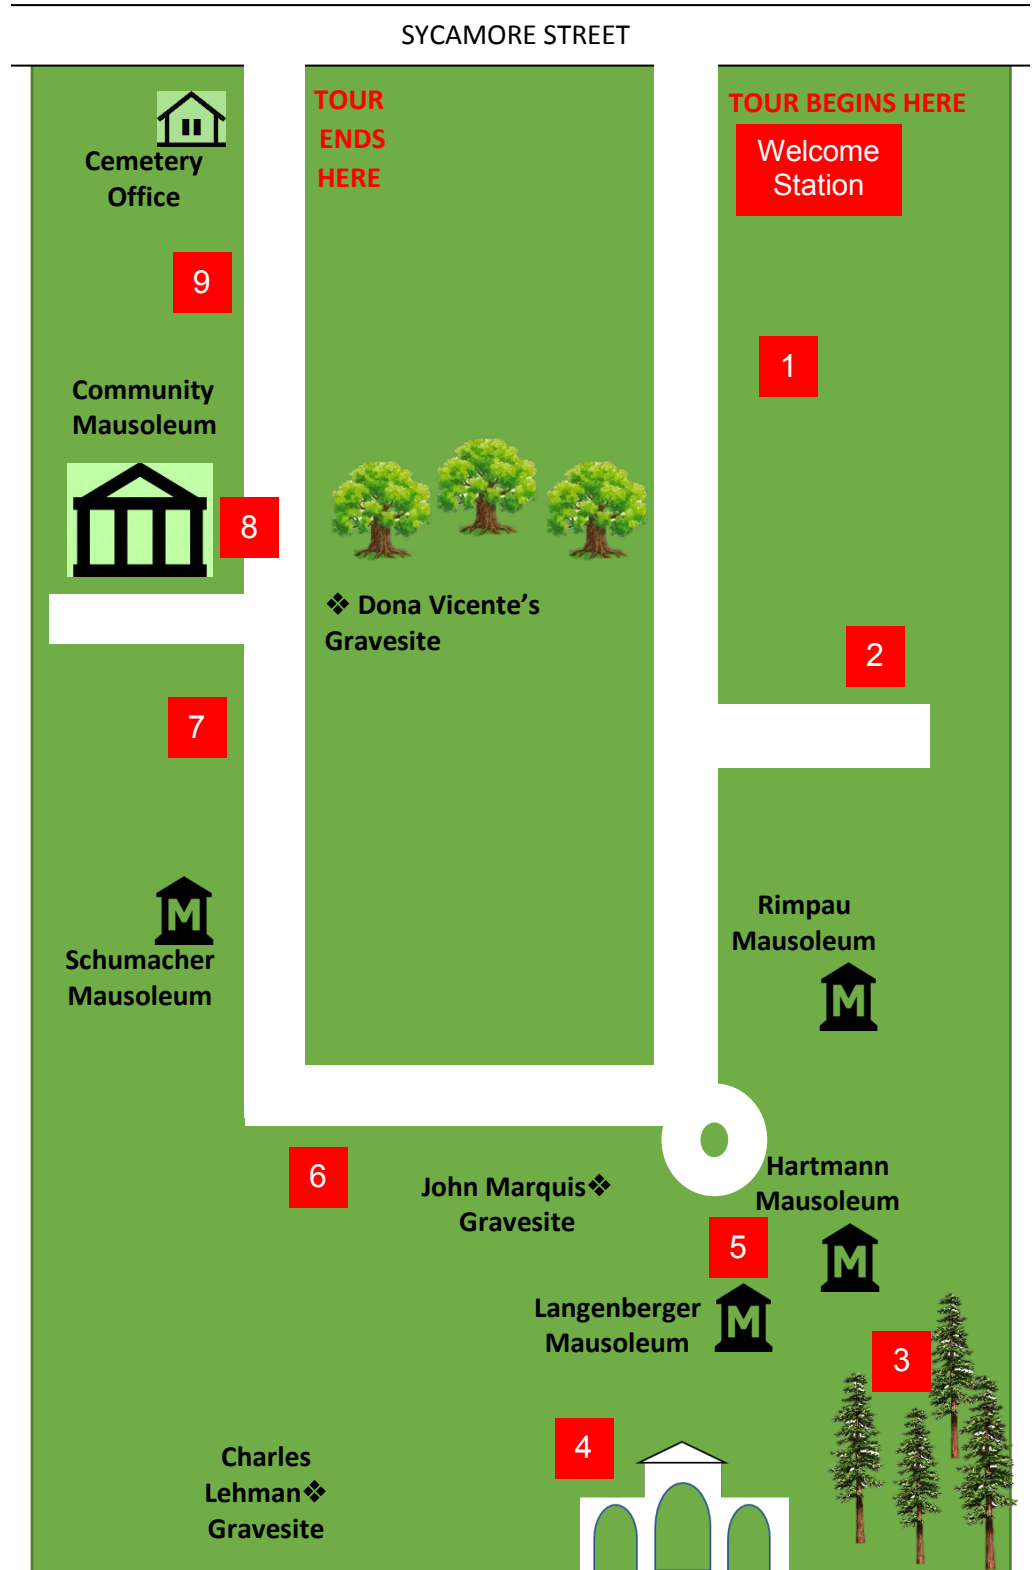 SYCAMORE STREET
TOUR
ENDS
HERE
TOUR BEGINS HERE
Welcome
Station
Cemetery
Office
9
1
Community
Mausoleum
8
❖ Dona Vicente’s
Gravesite
2
7
Rimpau
Mausoleum
M
M
Schumacher
Mausoleum
6
John Marquis❖
Gravesite
Hartmann
Mausoleum
M
5
Langenberger
Mausoleum
M
3
4
Charles
Lehman❖
Gravesite